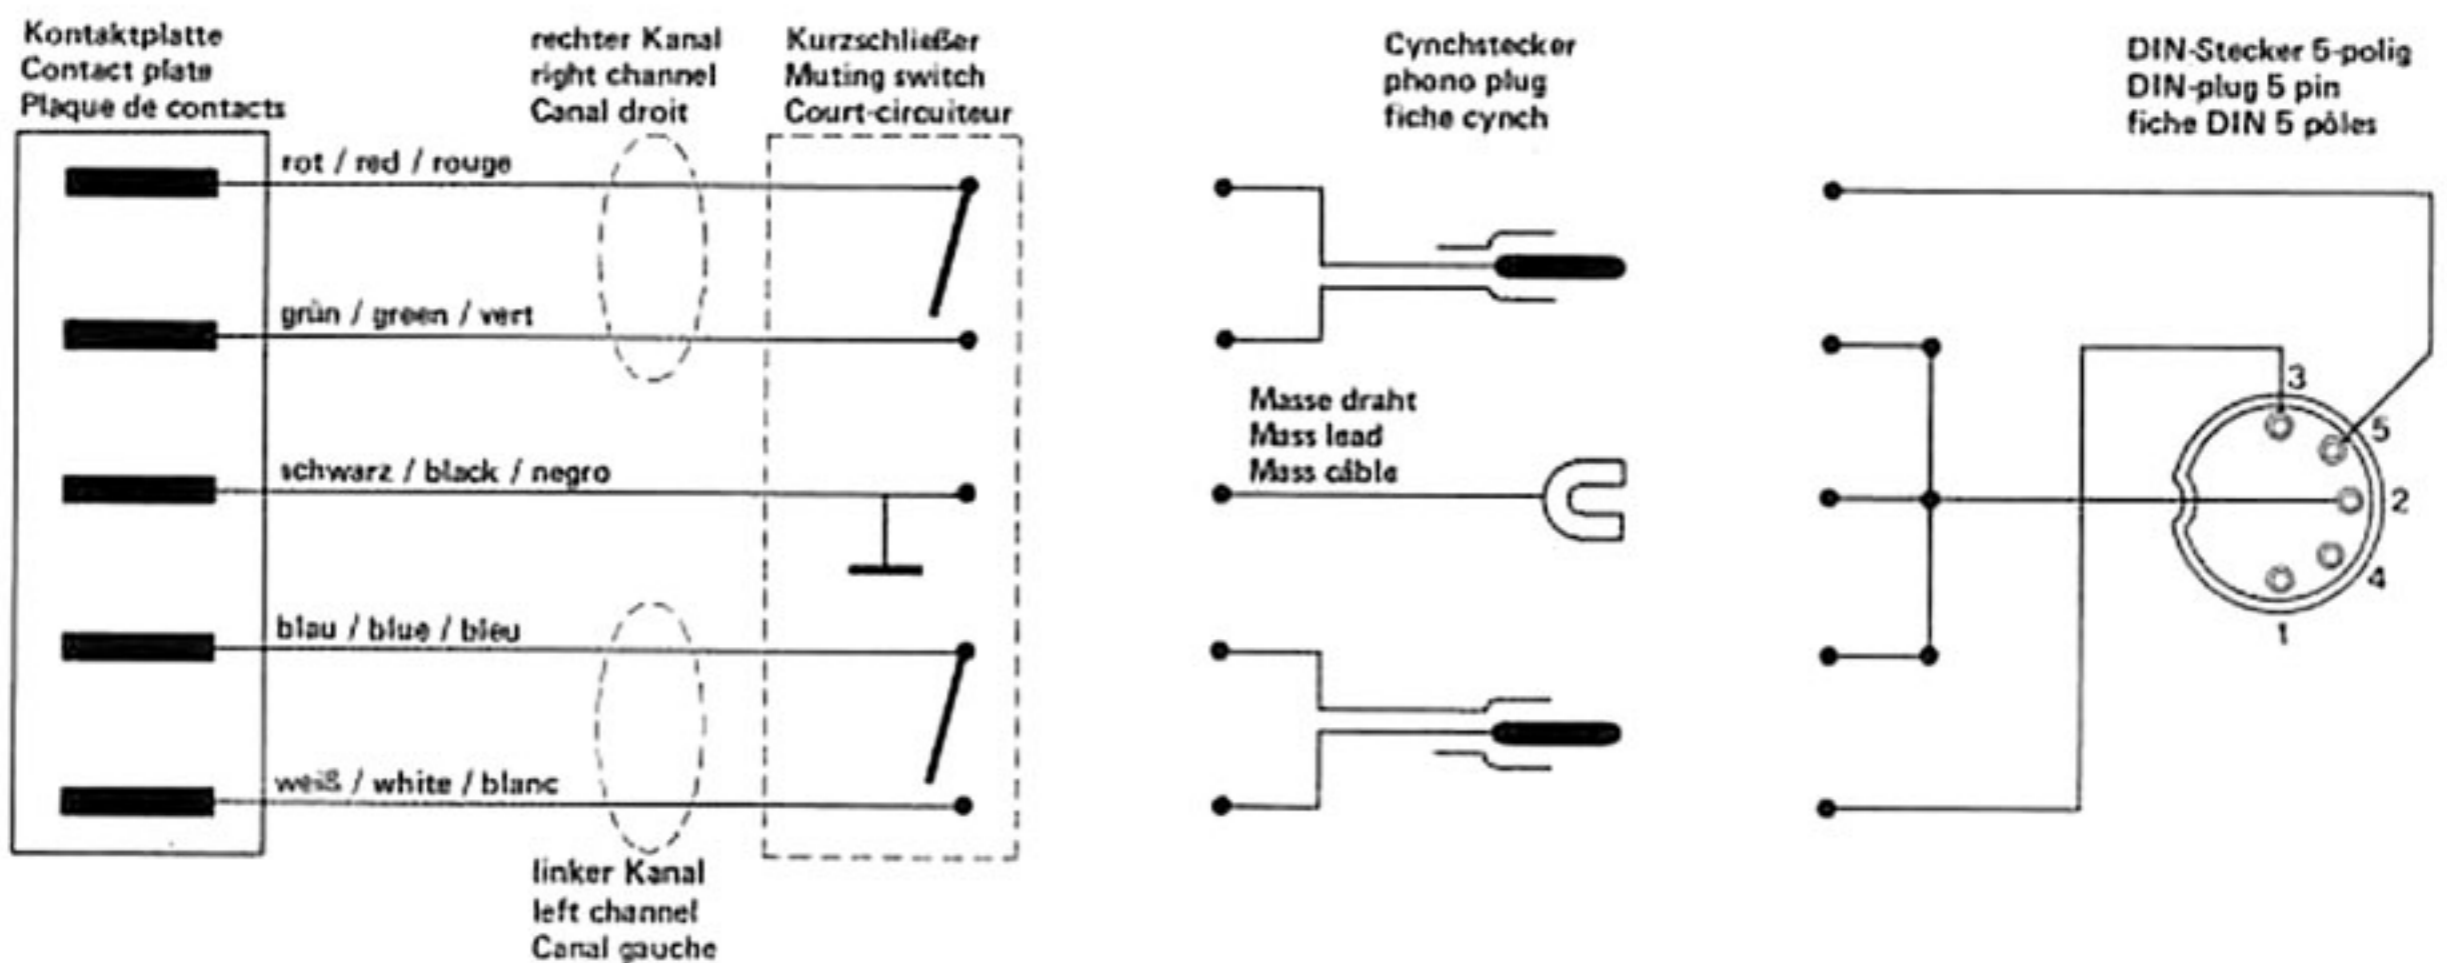 Kontaktplatte
Contact plate
Plaque de contacts
rechter Kanal
right channel
Canal droit
Kurzschließer
Muting switch
Court-circuiteur
Cynchstecker
phono plug
fiche cynch
DIN-Stecker 5-polig
DIN-plug 5 pin
fiche DIN 5 pôles
rot / red / rouge
grün / green / vert
schwarz / black / negro
blau / blue / bleu
weiß / white / blanc
linker Kanal
left channel
Canal gauche
Masse draht
Mass lead
Mass câble
3
5
2
4
1